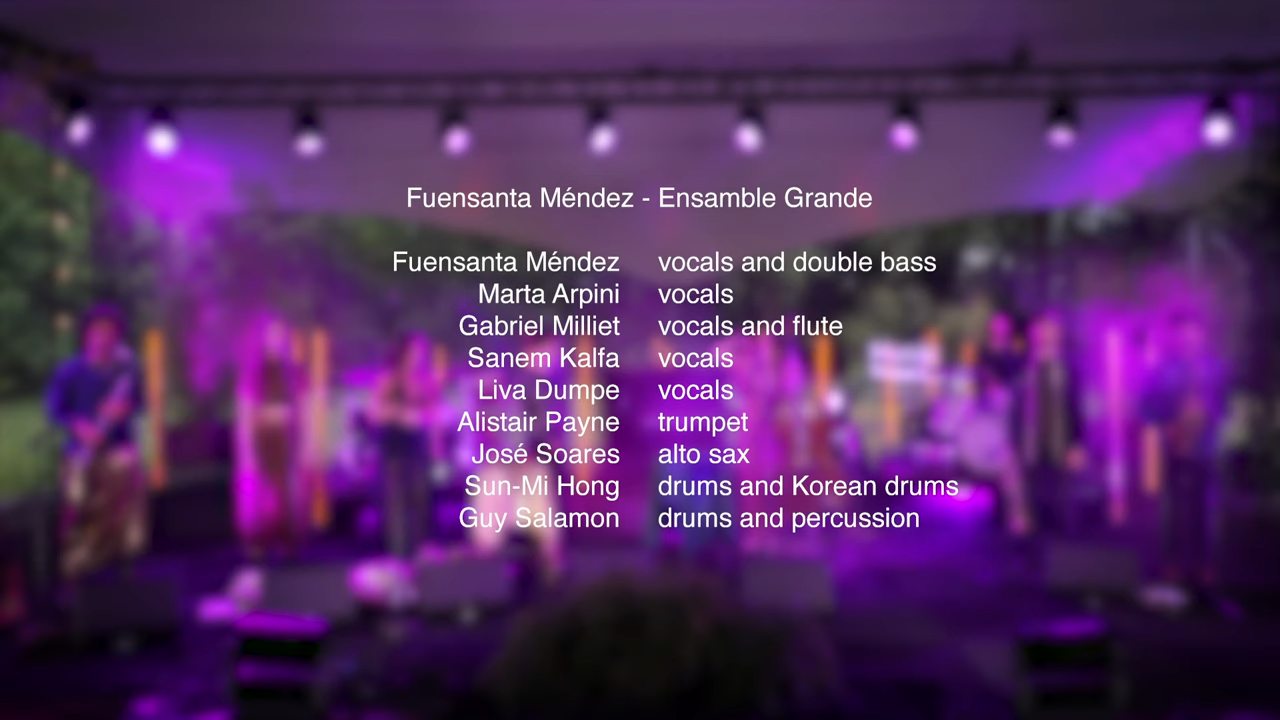 Fuensanta Méndez - Ensamble Grande
Fuensanta Méndez vocals and double bass
Marta Arpini vocals
Gabriel Milliet vocals and flute
Sanem Kalfa vocals
Liva Dumpe vocals
Alistair Payne trumpet
José Soares alto sax
Sun-Mi Hong drums and Korean drums
Guy Salamon drums and percussion